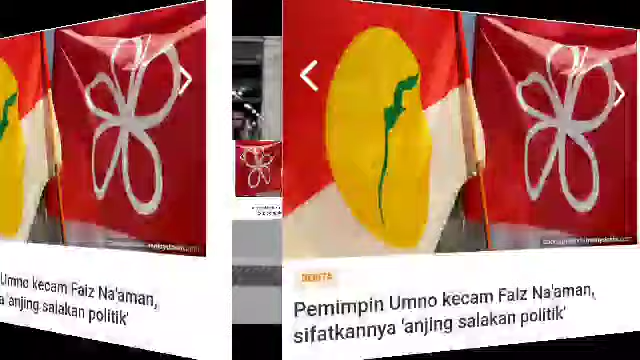 Umno kecam Faiz Na'aman,
a 'anjing salakan politik'
BERITA
Pemimpin Umno kecam Faiz Na'aman,
sifatkannya 'anjing salakan politik'